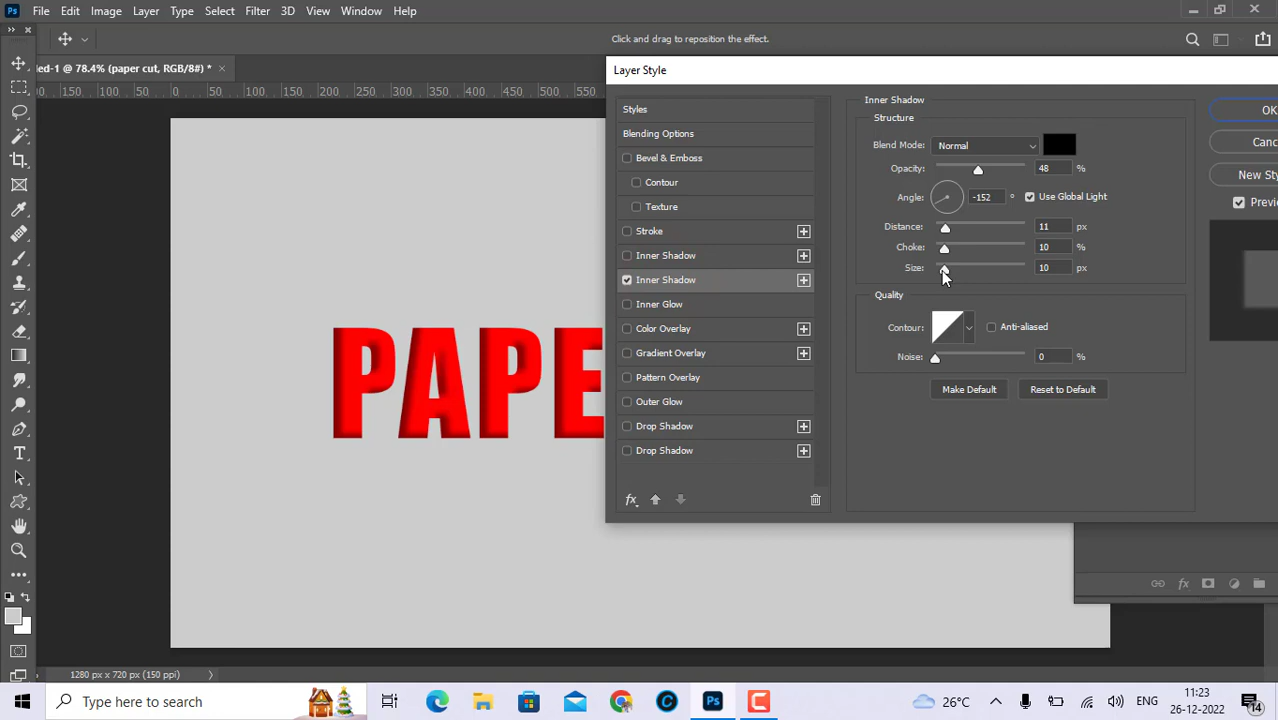 Ps File Edit Image Layer Type Select Filter 3D View Window Help
Click and drag to reposition the effect.
led-1 @ 78.4% (paper cut, RGB/8#) * ×
150 100 50 0 50 100 150 200 250 300 350 400 450 500 550
Layer Style
Styles
Blending Options
Bevel & Emboss
Contour
Texture
Stroke
Inner Shadow
Inner Shadow
Inner Glow
Color Overlay
Gradient Overlay
Pattern Overlay
Outer Glow
Drop Shadow
Drop Shadow
fx
Inner Shadow
Structure
Blend Mode: Normal
Opacity: 48 %
Angle: -152 ° Use Global Light
Distance: 11 px
Choke: 10 %
Size: 10 px
Quality
Contour: Anti-aliased
Noise: 0 %
Make Default Reset to Default
OK
Canc
New Sty
Previ
PAPE
fx
1280 px x 720 px (150 ppi)
Type here to search
Ps
26°C
ENG
11:23
26-12-2022
14